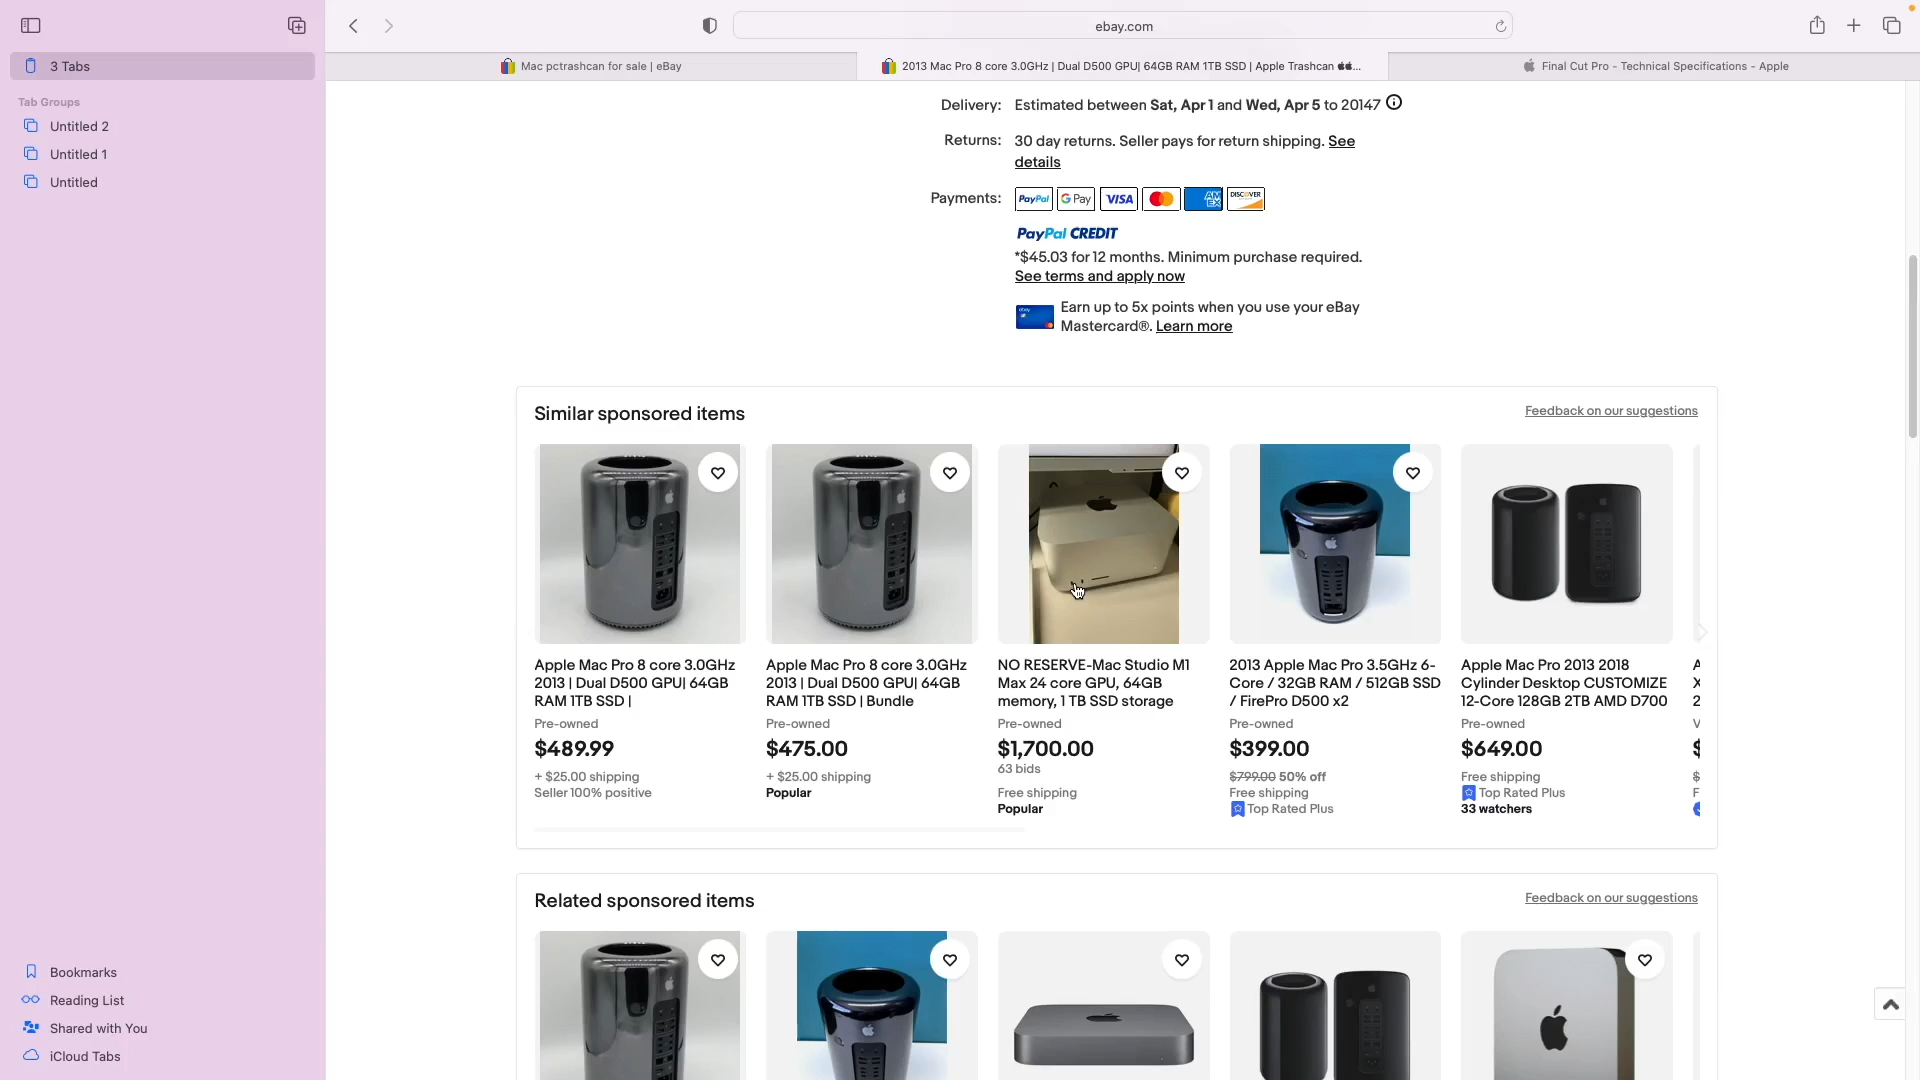 ebay.com
3 Tabs
Mac pctrashcan for sale | eBay
2013 Mac Pro 8 core 3.0GHz | Dual D500 GPU| 64GB RAM 1TB SSD | Apple Trashcan ...
Final Cut Pro - Technical Specifications - Apple
Tab Groups
Untitled 2
Untitled 1
Untitled
Bookmarks
Reading List
Shared with You
iCloud Tabs
Delivery: Estimated between Sat, Apr 1 and Wed, Apr 5 to 20147
Returns: 30 day returns. Seller pays for return shipping. See
details
Payments: PayPal G Pay VISA AM EX DISCOVER
PayPal CREDIT
*$45.03 for 12 months. Minimum purchase required.
See terms and apply now
Earn up to 5x points when you use your eBay
Mastercard®. Learn more
Similar sponsored items
Feedback on our suggestions
Apple Mac Pro 8 core 3.0GHz
2013 | Dual D500 GPU| 64GB
RAM 1TB SSD |
Pre-owned
$489.99
+ $25.00 shipping
Seller 100% positive
Apple Mac Pro 8 core 3.0GHz
2013 | Dual D500 GPU| 64GB
RAM 1TB SSD | Bundle
Pre-owned
$475.00
+ $25.00 shipping
Popular
NO RESERVE-Mac Studio M1
Max 24 core GPU, 64GB
memory, 1 TB SSD storage
Pre-owned
$1,700.00
63 bids
Free shipping
Popular
2013 Apple Mac Pro 3.5GHz 6-
Core / 32GB RAM / 512GB SSD
/ FirePro D500 x2
Pre-owned
$399.00
$799.00 50% off
Free shipping
Top Rated Plus
Apple Mac Pro 2013 2018
Cylinder Desktop CUSTOMIZE
12-Core 128GB 2TB AMD D700
Pre-owned
$649.00
Free shipping
Top Rated Plus
33 watchers
Related sponsored items
Feedback on our suggestions